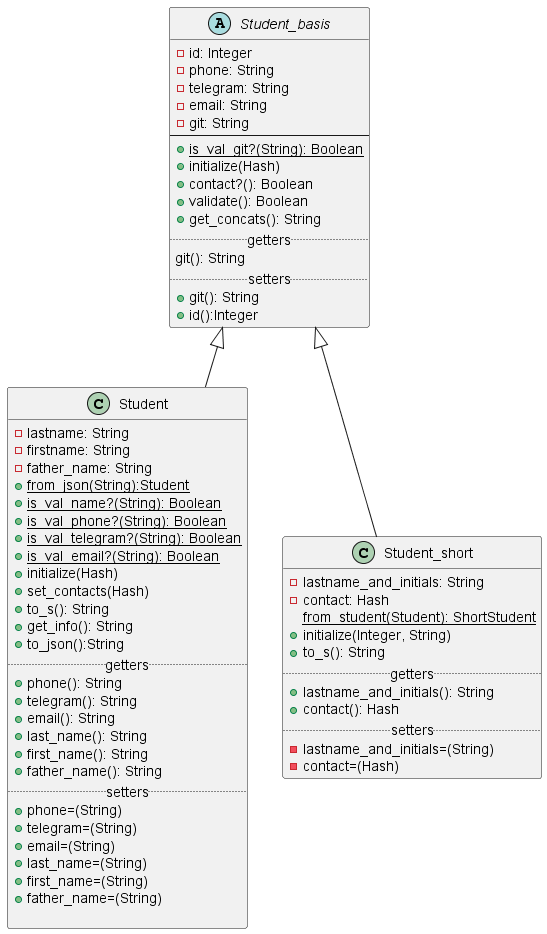 A Student_basis
id: Integer
phone: String
telegram: String
email: String
git: String
is_val_git?(String): Boolean
initialize(Hash)
contact?(): Boolean
validate(): Boolean
get_concats(): String
getters
git(): String
setters
git(): String
id():Integer
C Student
lastname: String
firstname: String
father_name: String
from_json(String):Student
is_val_name?(String): Boolean
is_val_phone?(String): Boolean
is_val_telegram?(String): Boolean
is_val_email?(String): Boolean
initialize(Hash)
set_contacts(Hash)
to_s(): String
get_info(): String
to_json():String
getters
phone(): String
telegram(): String
email(): String
last_name(): String
first_name(): String
father_name(): String
setters
phone=(String)
telegram=(String)
email=(String)
last_name=(String)
first_name=(String)
father_name=(String)
C Student_short
lastname_and_initials: String
contact: Hash
from_student(Student): ShortStudent
initialize(Integer, String)
to_s(): String
getters
lastname_and_initials(): String
contact(): Hash
setters
lastname_and_initials=(String)
contact=(Hash)